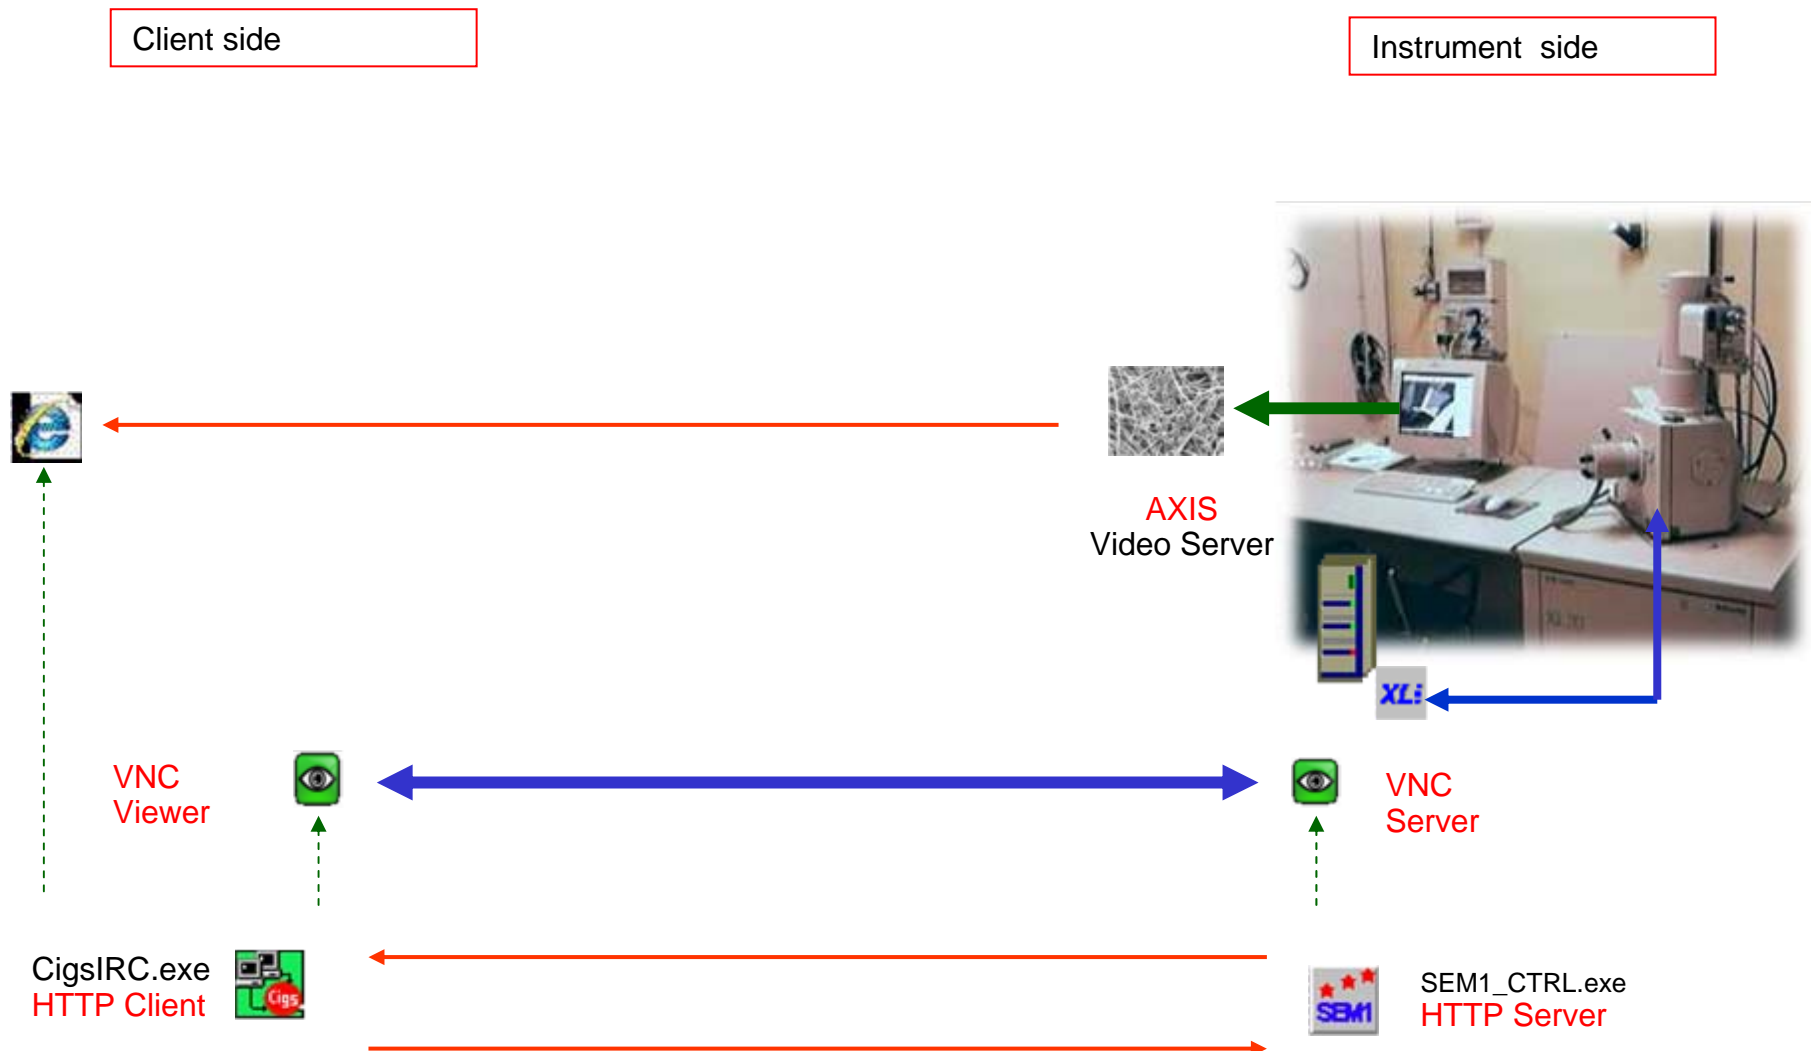 Client side
Instrument  side
AXIS
Video Server
XLi
VNC
Viewer
VNC
Server
CigsIRC.exe
HTTP Client
Cigs
SEM1
SEM1_CTRL.exe
HTTP Server